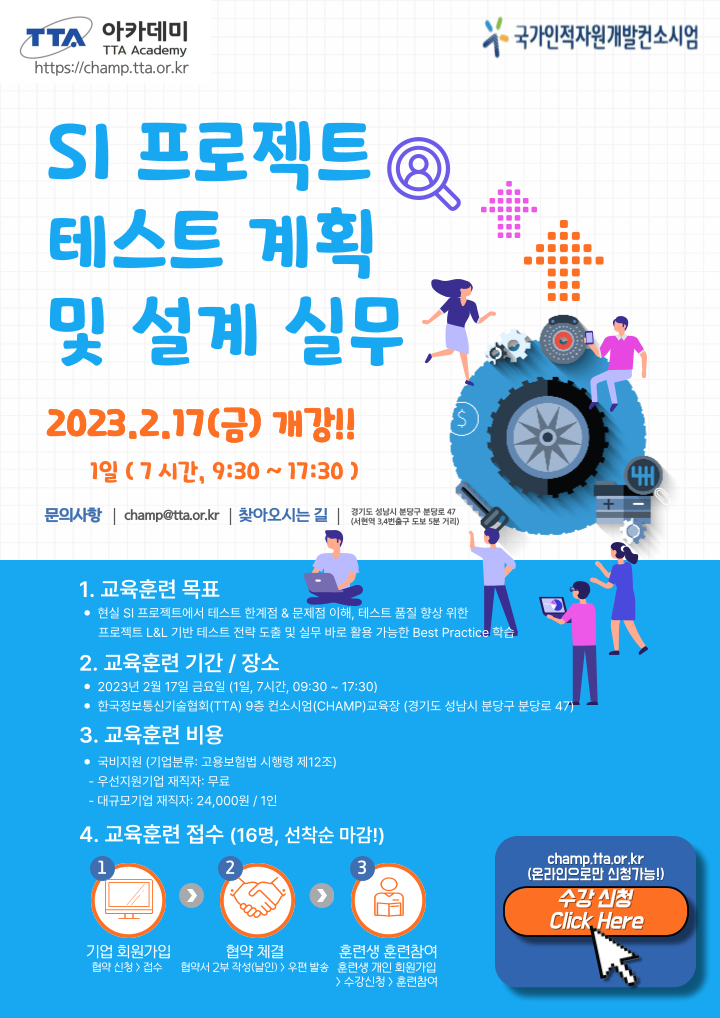 TTA 아카데미
TTA Academy
https://champ.tta.or.kr
국가인적자원개발컨소시엄
SI 프로젝트
테스트 계획
및 설계 실무
2023.2.17(금) 개강!!
1일 ( 7 시간, 9:30 ~ 17:30 )
문의사항 | champ@tta.or.kr | 찾아오시는 길 | 경기도 성남시 분당구 분당로 47
(서현역 3,4번출구 도보 5분 거리)
1. 교육훈련 목표
● 현실 SI 프로젝트에서 테스트 한계점 & 문제점 이해, 테스트 품질 향상 위한
프로젝트 L&L 기반 테스트 전략 도출 및 실무 바로 활용 가능한 Best Practice 학습
2. 교육훈련 기간 / 장소
● 2023년 2월 17일 금요일 (1일, 7시간, 09:30 ~ 17:30)
● 한국정보통신기술협회(TTA) 9층 컨소시엄(CHAMP)교육장 (경기도 성남시 분당구 분당로 47)
3. 교육훈련 비용
● 국비지원 (기업분류: 고용보험법 시행령 제12조)
- 우선지원기업 재직자: 무료
- 대규모기업 재직자: 24,000원 / 1인
4. 교육훈련 접수 (16명, 선착순 마감!)
1
기업 회원가입
협약 신청 > 접수
2
협약 체결
협약서 2부 작성(날인) > 우편 발송
3
훈련생 훈련참여
훈련생 개인 회원가입
> 수강신청 > 훈련참여
champ.tta.or.kr
(온라인으로만 신청가능!)
수강 신청
Click Here